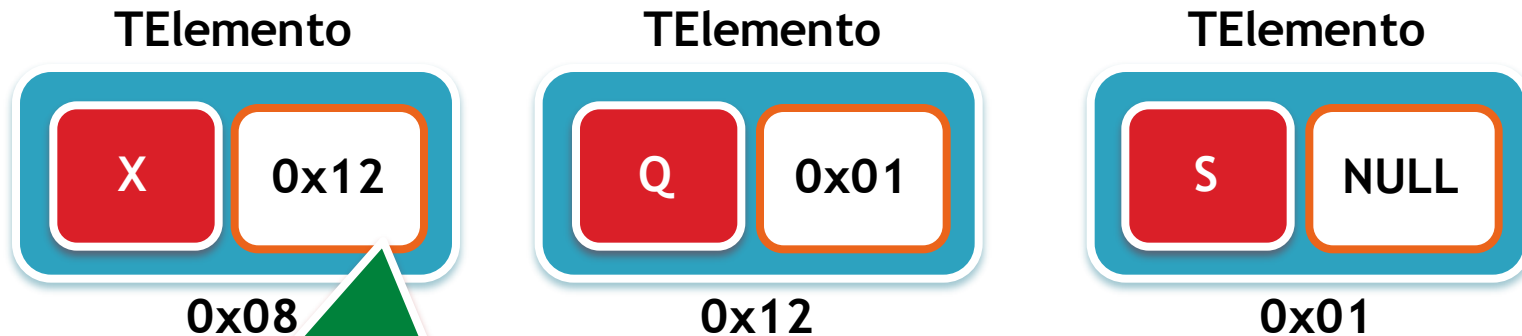 TElemento TElemento TElemento
X 0x12 Q 0x01 S NULL
0x08 0x12 0x01